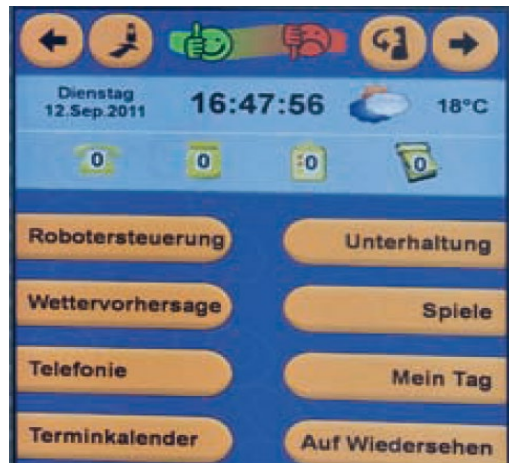 Dienstag
12.Sep.2011
16:47:56
18°C
0
0
0
0
Robotersteuerung
Unterhaltung
Wettervorhersage
Spiele
Telefonie
Mein Tag
Terminkalender
Auf Wiedersehen